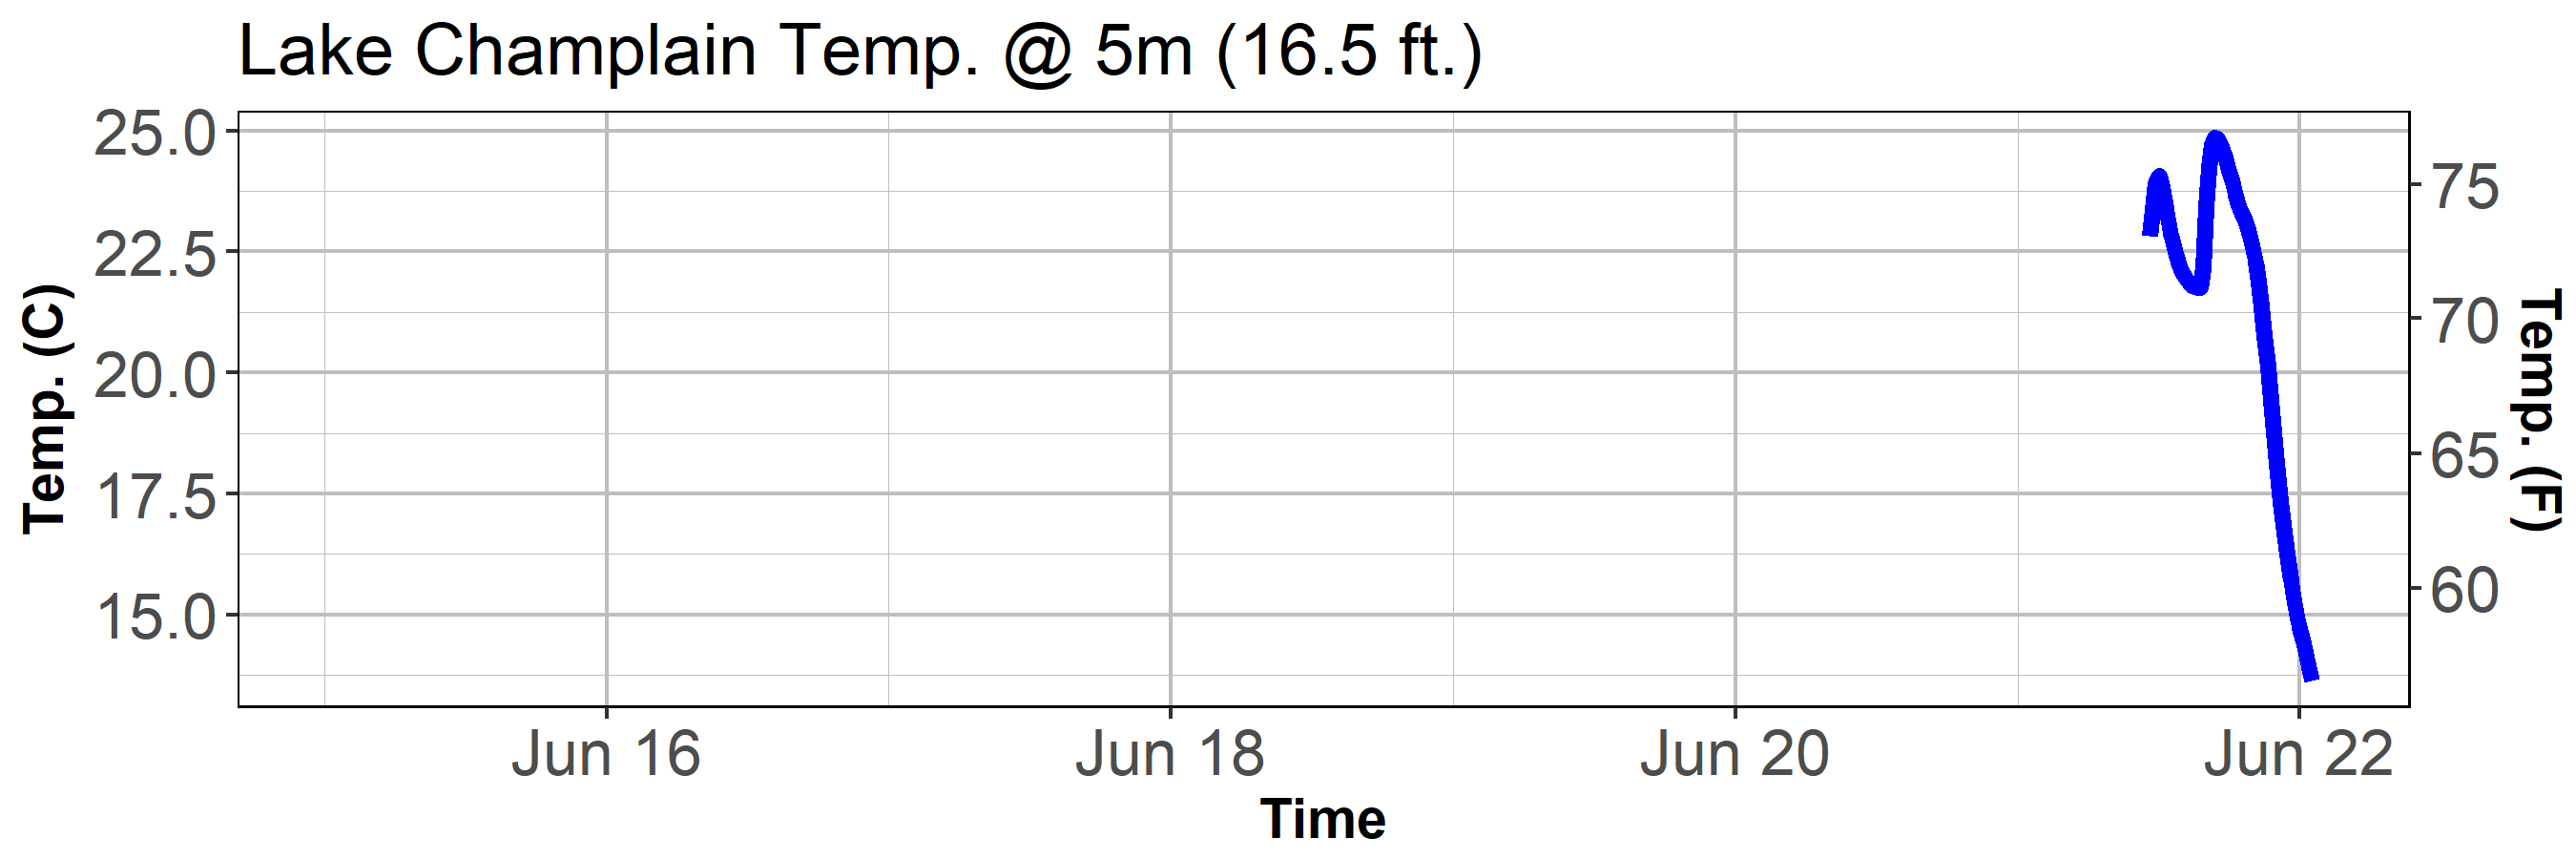 Lake Champlain Temp. @ 5m (16.5 ft.)
Temp. (C)
25.0
22.5
20.0
17.5
15.0
75
70
65
60
Temp. (F)
Jun 16 Jun 18 Jun 20 Jun 22
Time